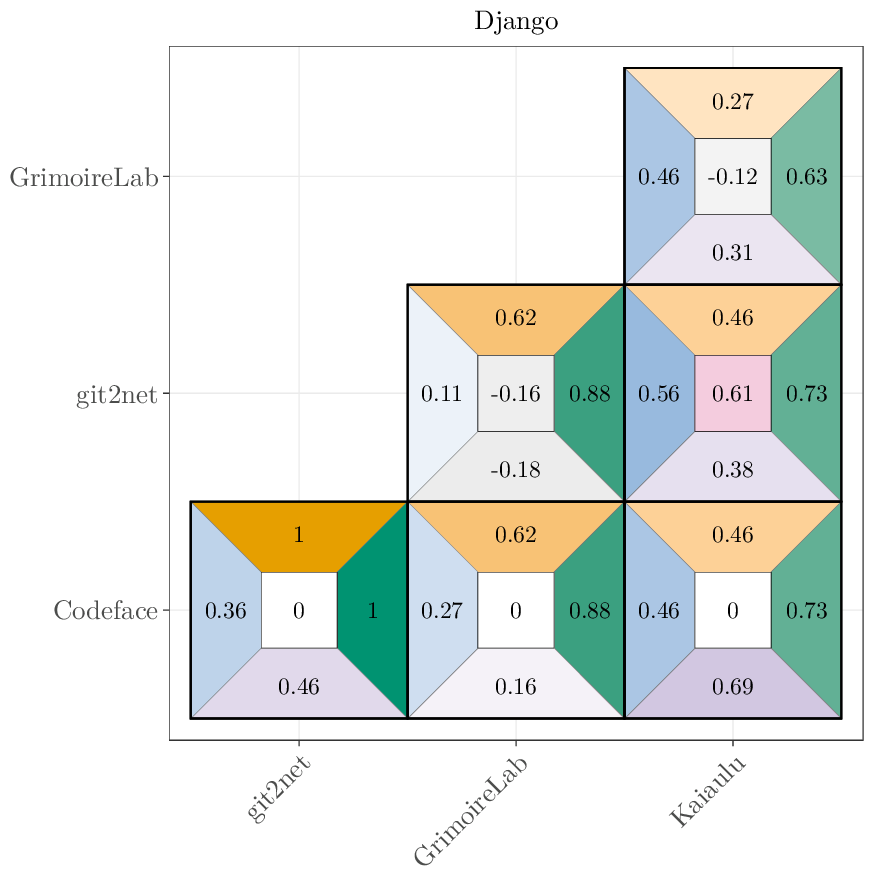 Django
GrimoireLab
0.27
0.46 -0.12 0.63
0.31
git2net
0.62 0.46
0.11 -0.16 0.88 0.56 0.61 0.73
-0.18 0.38
Codeface
1 0.62 0.46
0.36 0 1 0.27 0 0.88 0.46 0 0.73
0.46 0.16 0.69
git2net
GrimoireLab
Kaiaulu